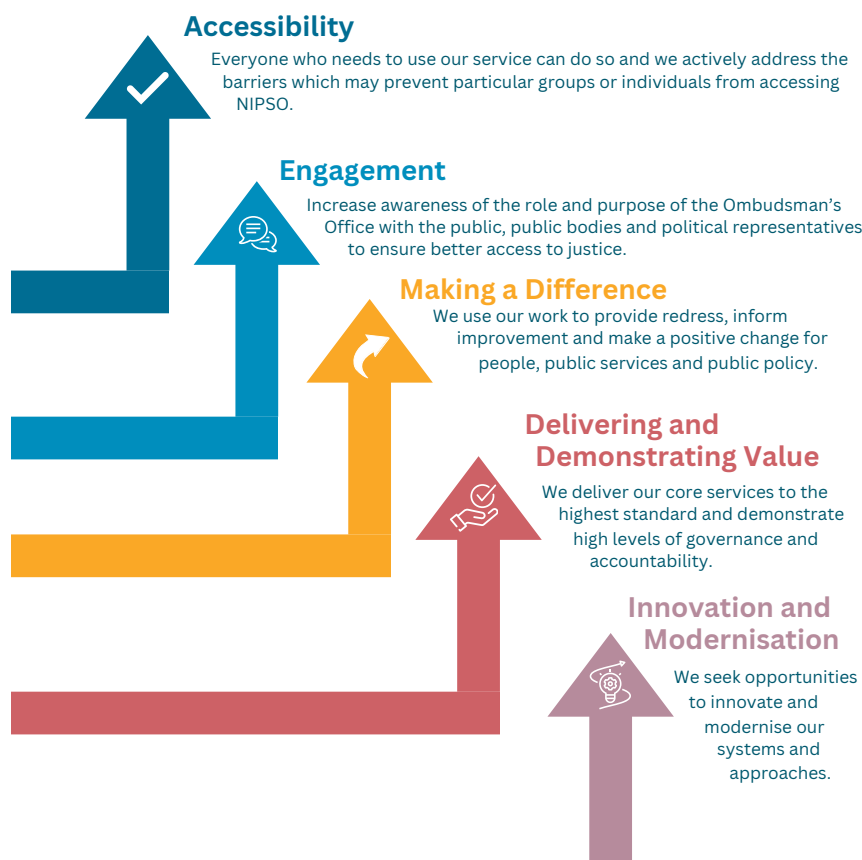 Accessibility
Everyone who needs to use our service can do so and we actively address the
barriers which may prevent particular groups or individuals from accessing
NIPSO.
Engagement
Increase awareness of the role and purpose of the Ombudsman’s
Office with the public, public bodies and political representatives
to ensure better access to justice.
Making a Difference
We use our work to provide redress, inform
improvement and make a positive change for
people, public services and public policy.
Delivering and
Demonstrating Value
We deliver our core services to the
highest standard and demonstrate
high levels of governance and
accountability.
Innovation and
Modernisation
We seek opportunities
to innovate and
modernise our
systems and
approaches.